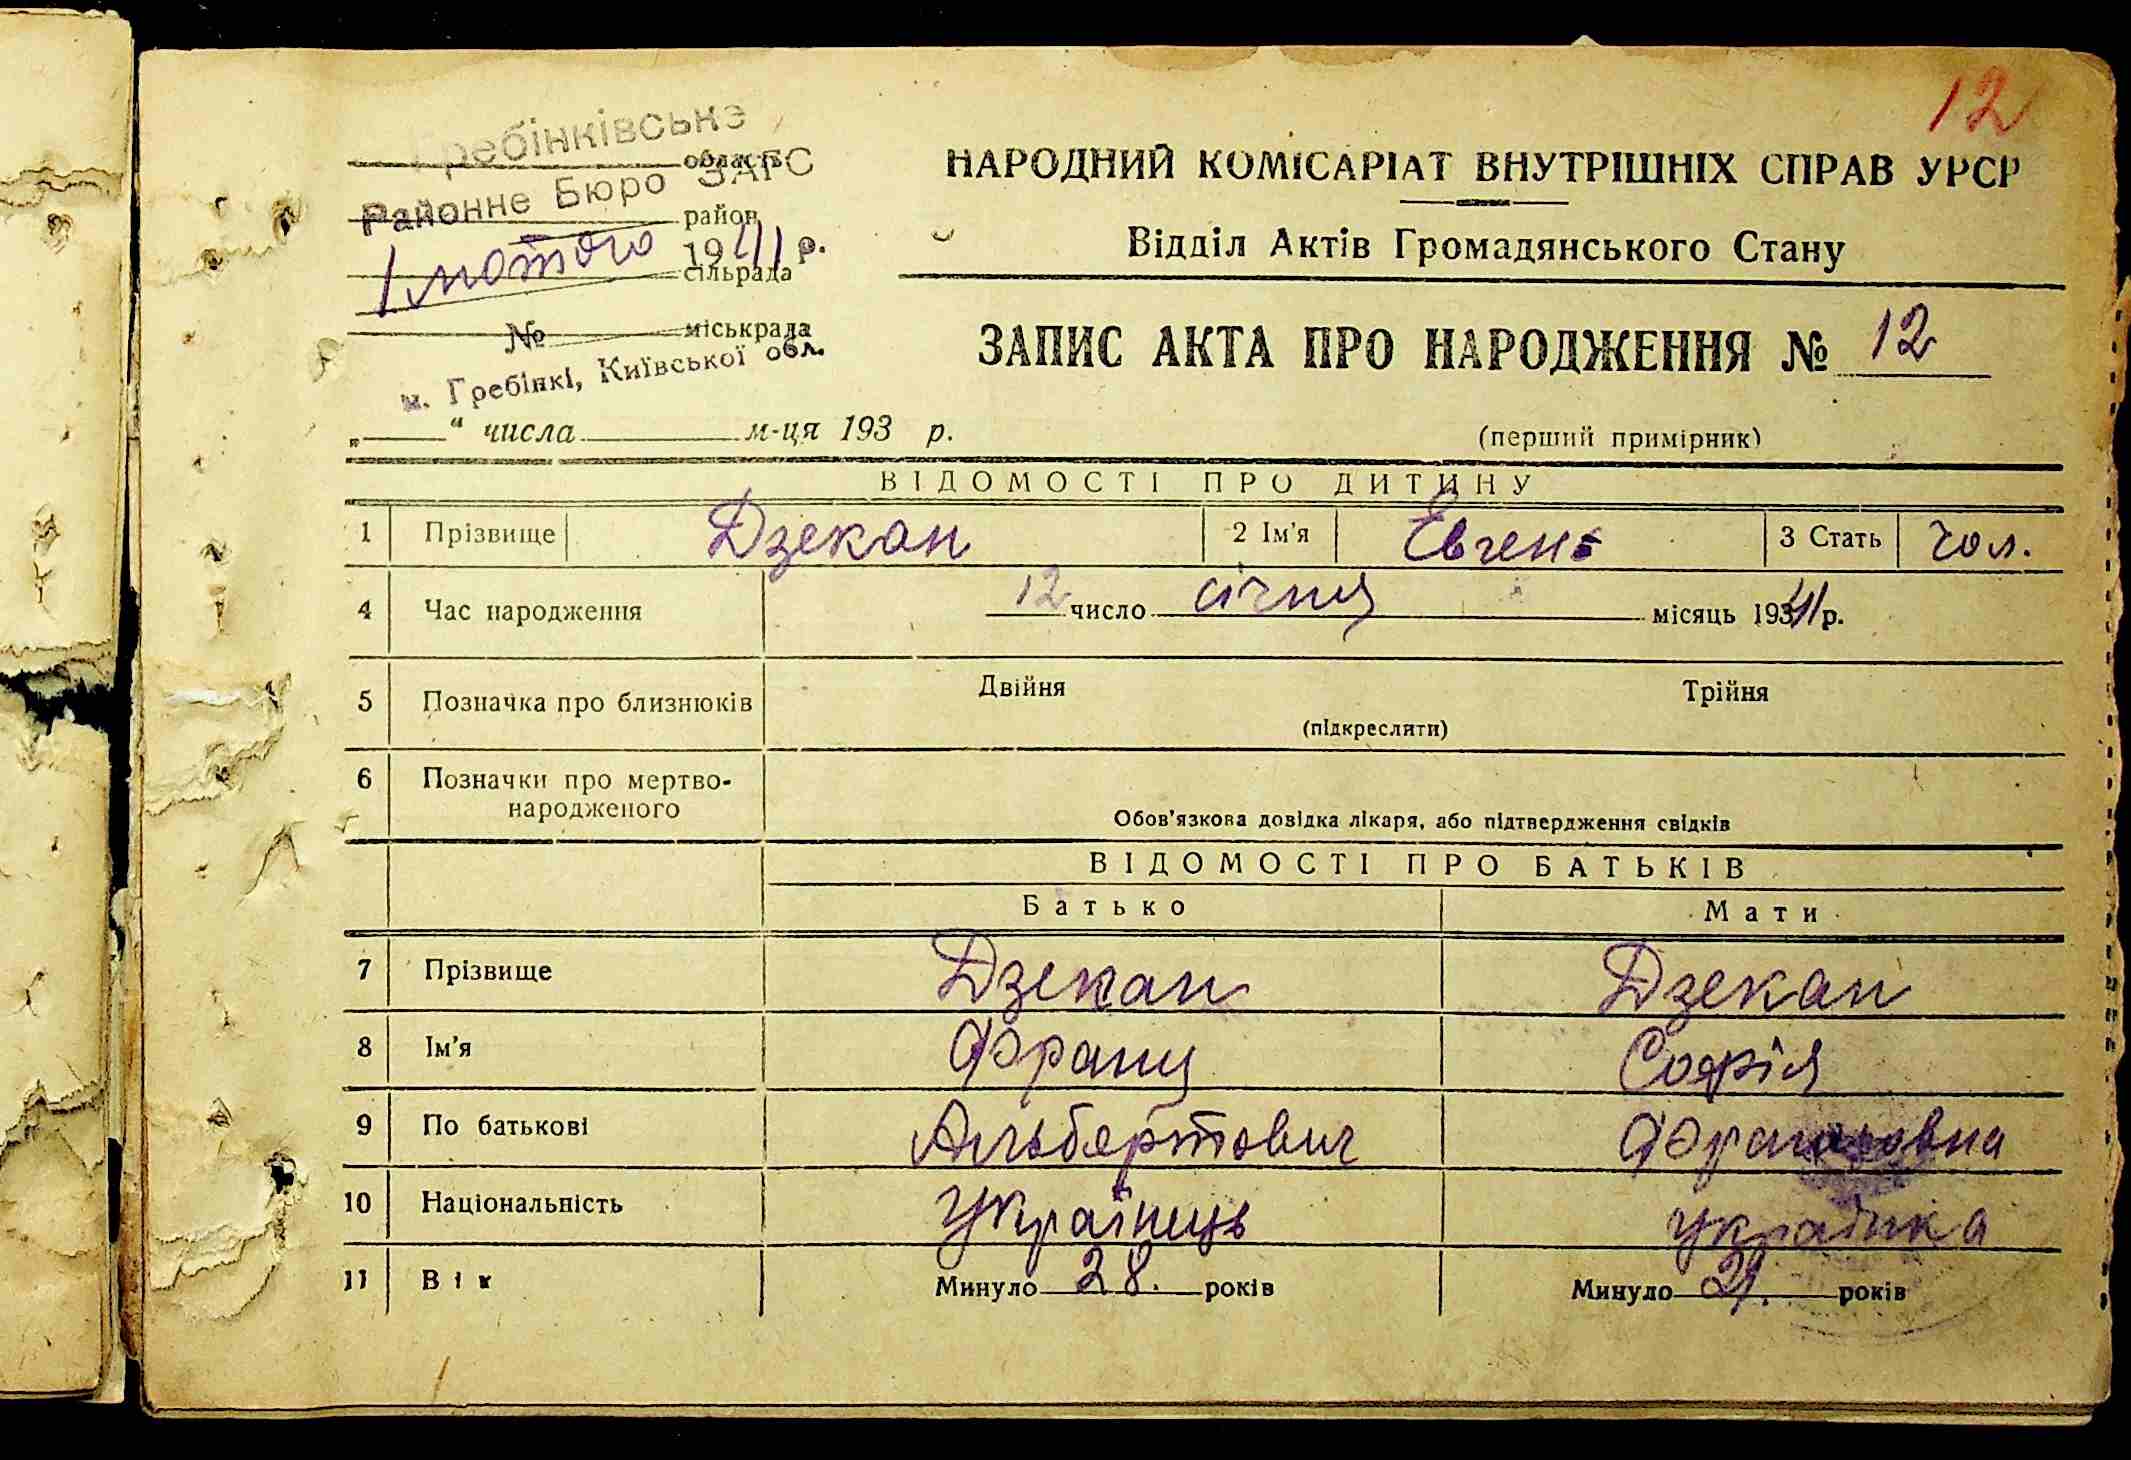 12
Гребінківське
область
Районне Бюро ЗАГС
район
1 лютого 1941 р.
сільрада
№ міськрада
м. Гребінкі, Київської обл.
„ “ числа м-ця 193 р.
НАРОДНИЙ КОМІСАРІАТ ВНУТРІШНІХ СПРАВ УРСР
Відділ Актів Громадянського Стану
ЗАПИС АКТА ПРО НАРОДЖЕННЯ № 12
(перший примірник)
ВІДОМОСТІ ПРО ДИТИНУ
1 Прізвище Дзекан 2 Ім’я Євген 3 Стать чол.
4 Час народження 12 число січня місяць 1941 р.
5 Позначка про близнюків Двійня Трійня
(підкреслити)
6 Позначки про мертво-
народженого
Обов’язкова довідка лікаря, або підтвердження свідків
ВІДОМОСТІ ПРО БАТЬКІВ
Батько Мати
7 Прізвище Дзекан Дзекан
8 Ім’я Франц Софія
9 По батькові Альбертович
10 Національність Українець українка
11 Вік Минуло 28. років Минуло років